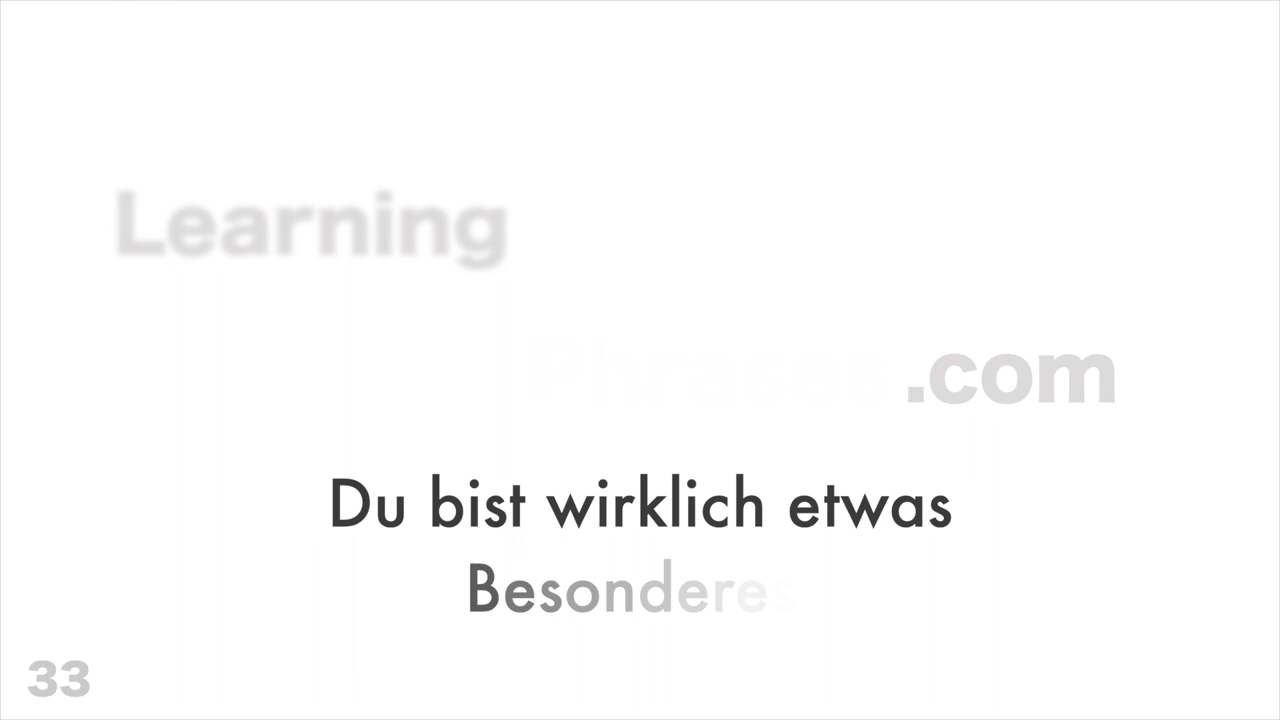 Learning
Phrases.com
Du bist wirklich etwas
Besonderes
33